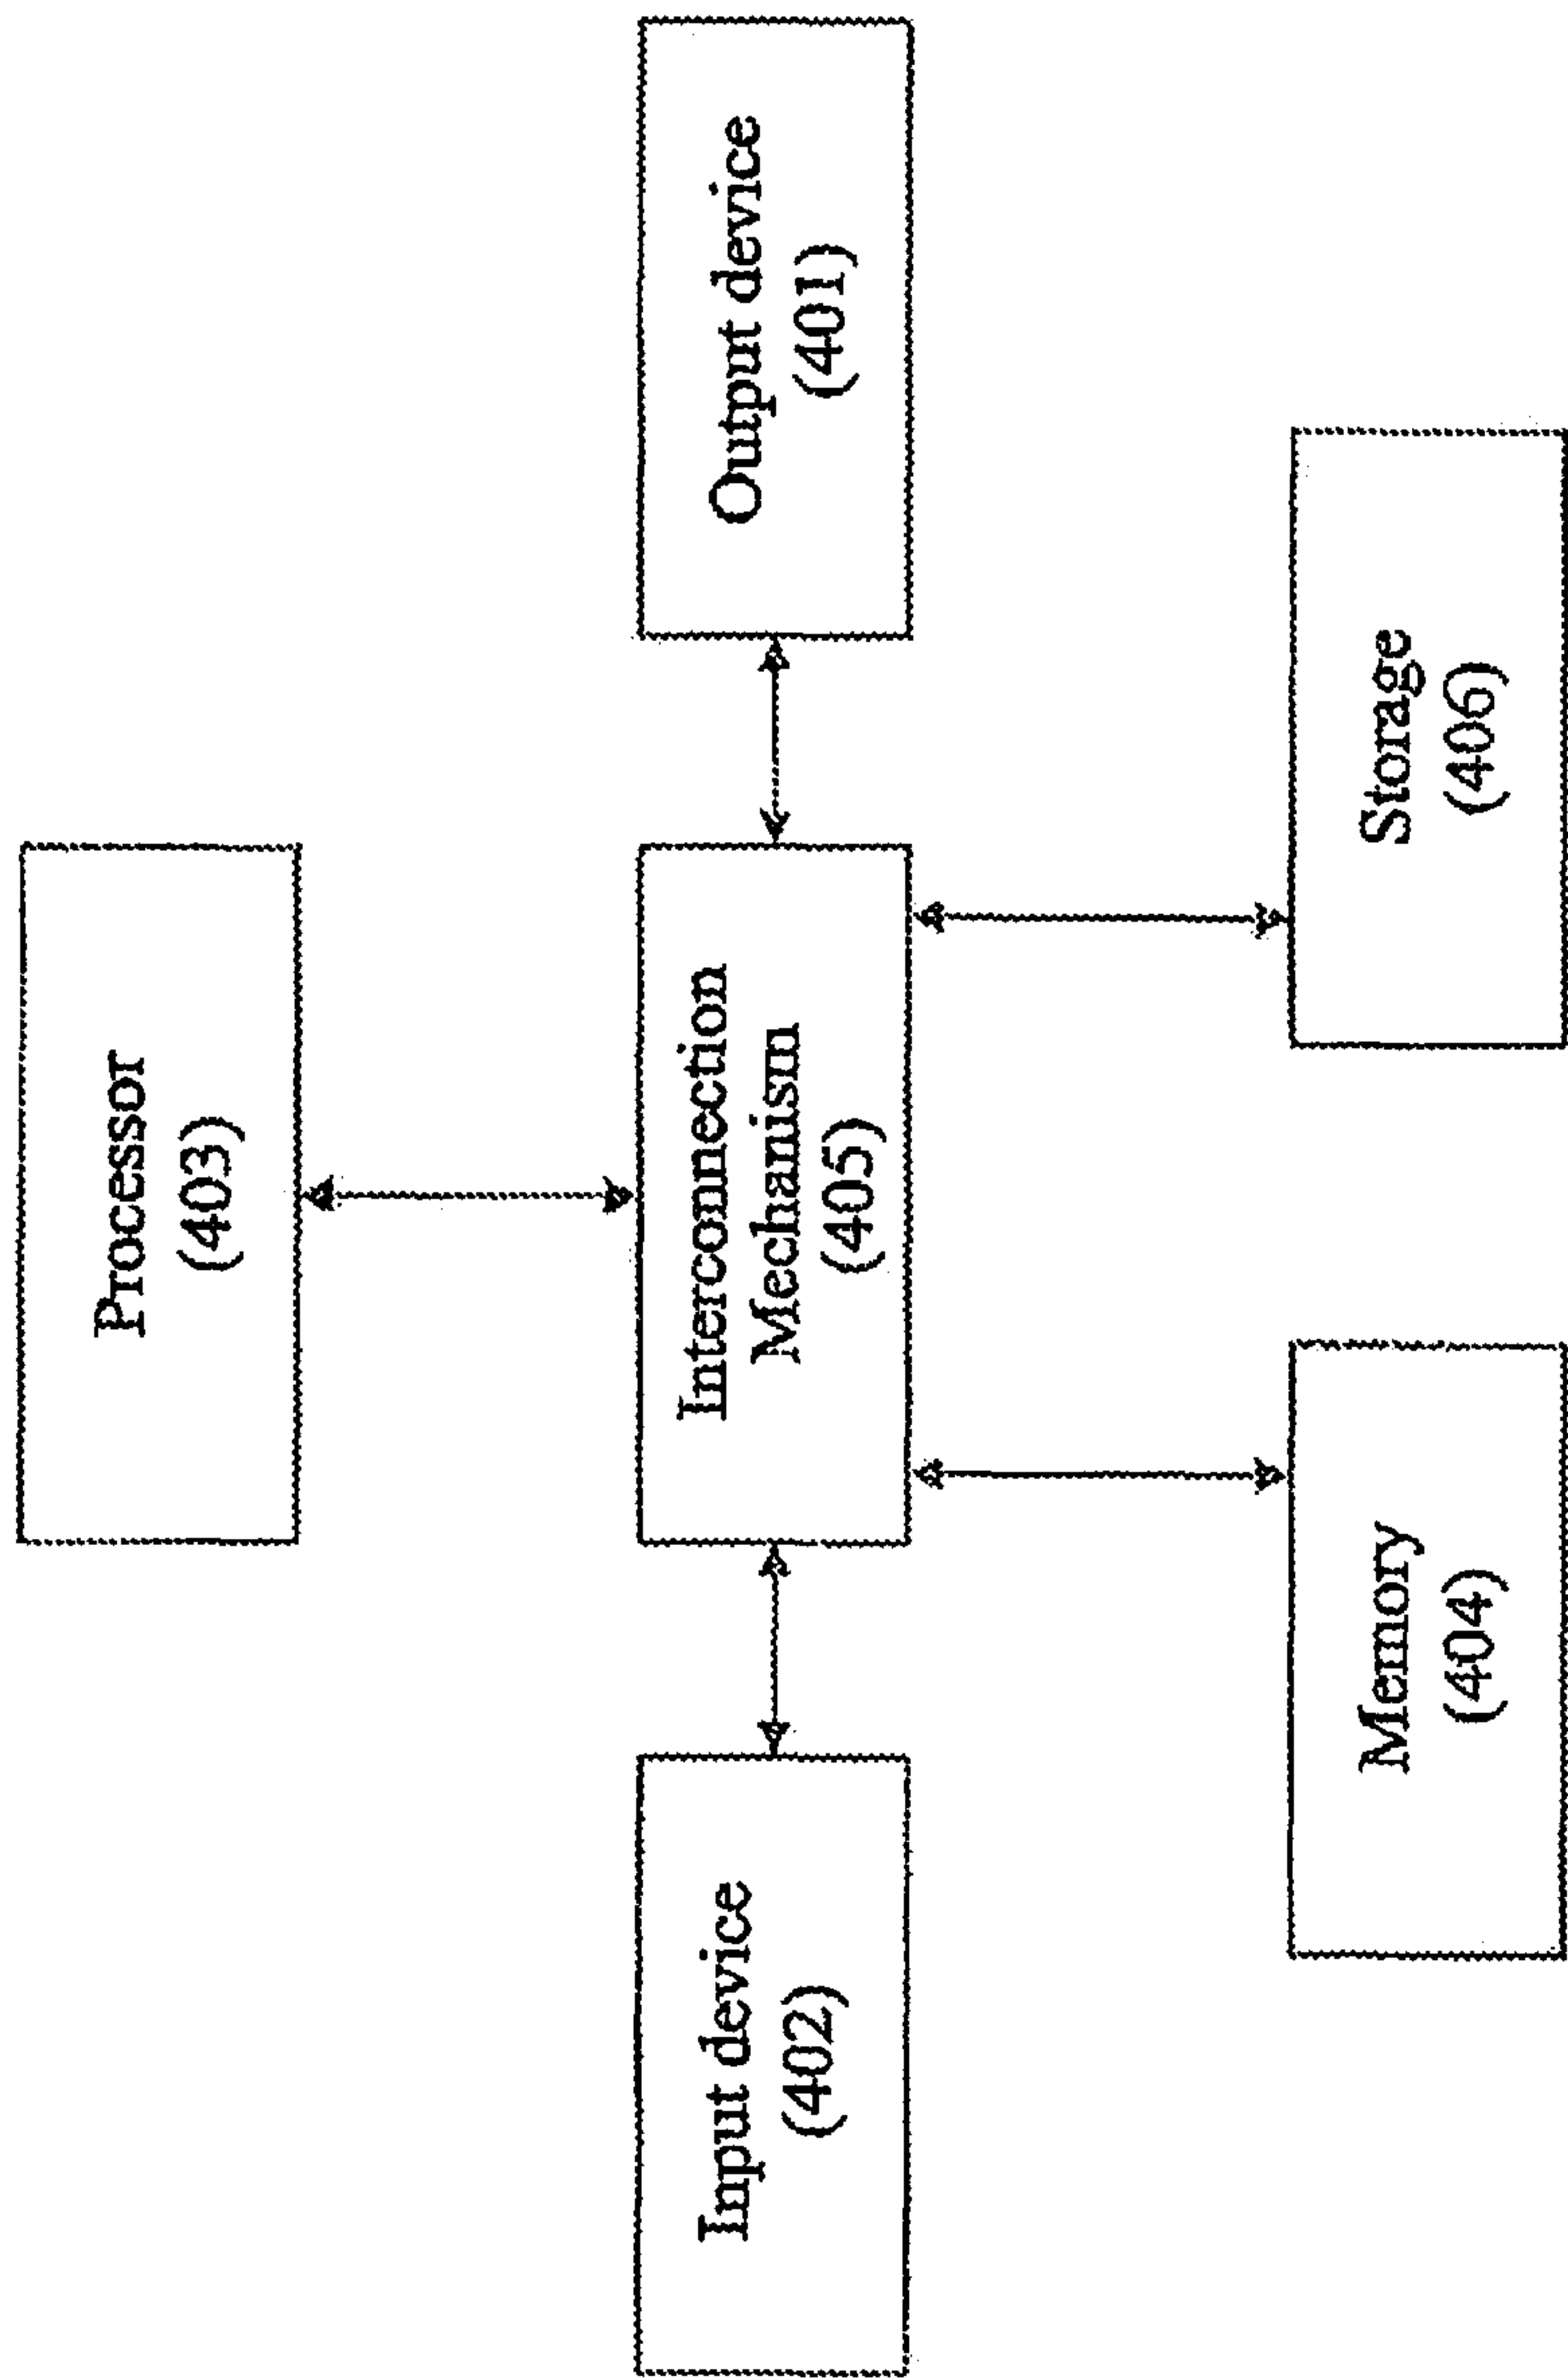 Processor
(403)
Input device
(402)
Interconnection
Mechanism
(405)
Output device
(401)
Memory
(404)
Storage
(406)